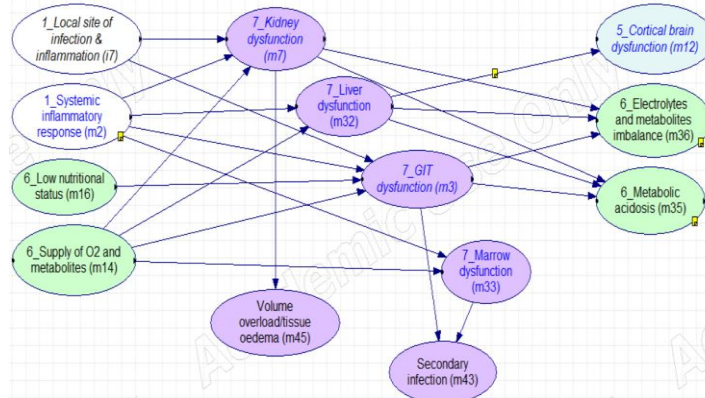 1_Local site of
infection &
inflammation (i7)
7_Kidney
dysfunction
(m7)
5_Cortical brain
dysfunction (m12)
1_Systemic
inflammatory
response (m2)
7_Liver
dysfunction
(m32)
6_Electrolytes
and metabolites
imbalance (m36)
6_Low nutritional
status (m16)
7_GIT
dysfunction (m3)
6_Metabolic
acidosis (m35)
6_Supply of O2 and
metabolites (m14)
7_Marrow
dysfunction
(m33)
Volume
overload/tissue
oedema (m45)
Secondary
infection (m43)